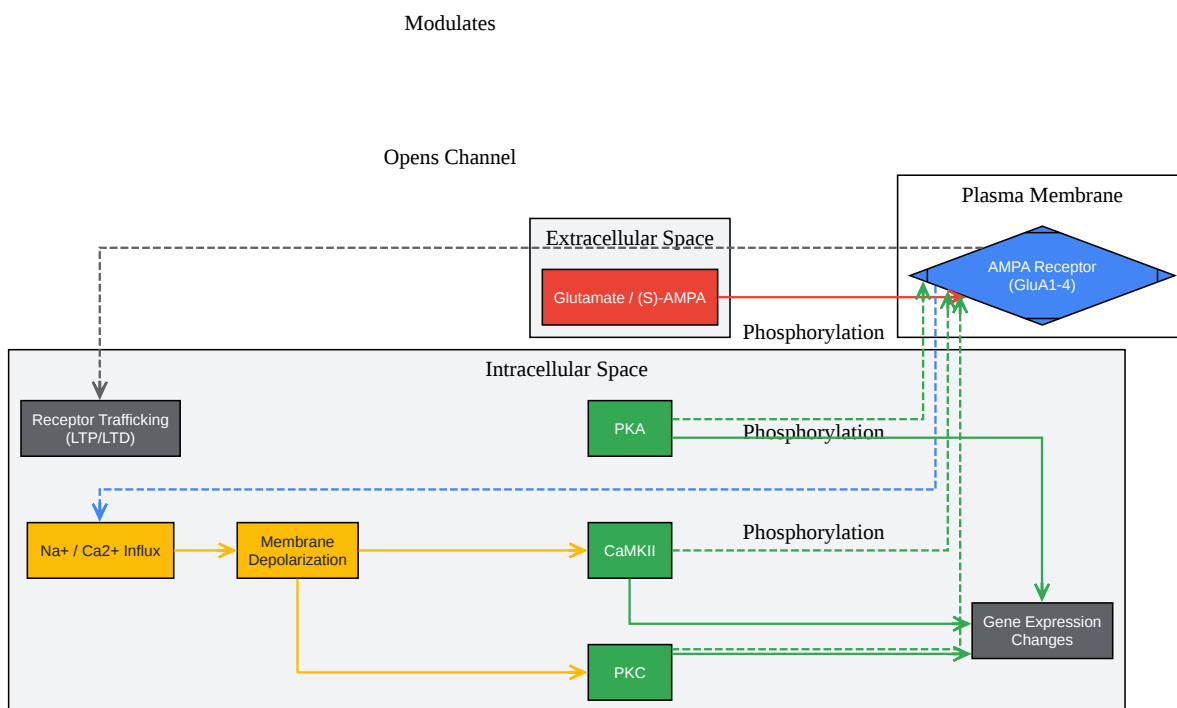 Modulates
Opens Channel
Plasma Membrane
Extracellular Space
AMPA Receptor
(GluA1-4)
Glutamate / (S)-AMPA
Phosphorylation
Intracellular Space
Receptor Trafficking
(LTP/LTD)
PKA
Phosphorylation
Na+ / Ca2+ Influx
Membrane
Depolarization
CaMKII
Phosphorylation
Gene Expression
Changes
PKC